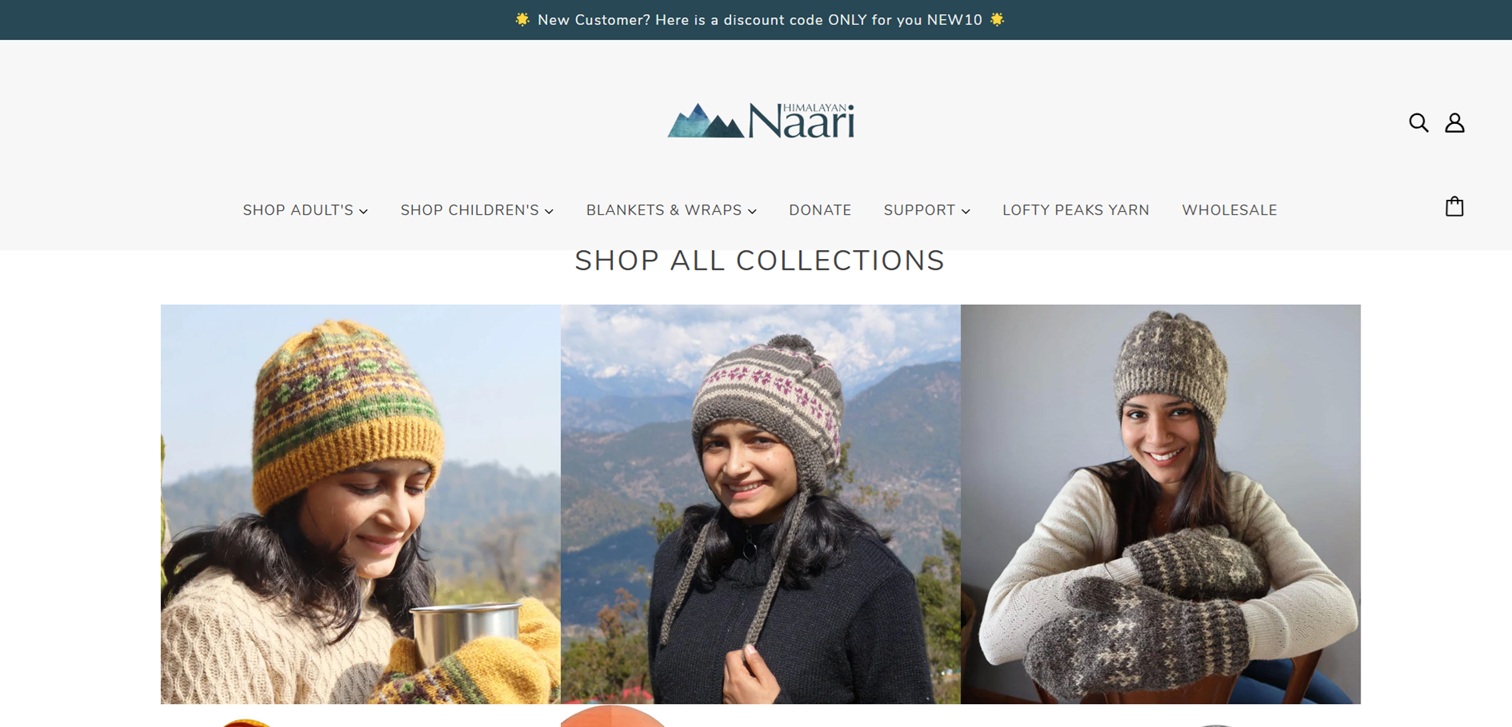 🌟 New Customer? Here is a discount code ONLY for you NEW10 🌟
HIMALAYAN
Naari
SHOP ADULT'S SHOP CHILDREN'S BLANKETS & WRAPS DONATE SUPPORT LOFTY PEAKS YARN WHOLESALE
SHOP ALL COLLECTIONS